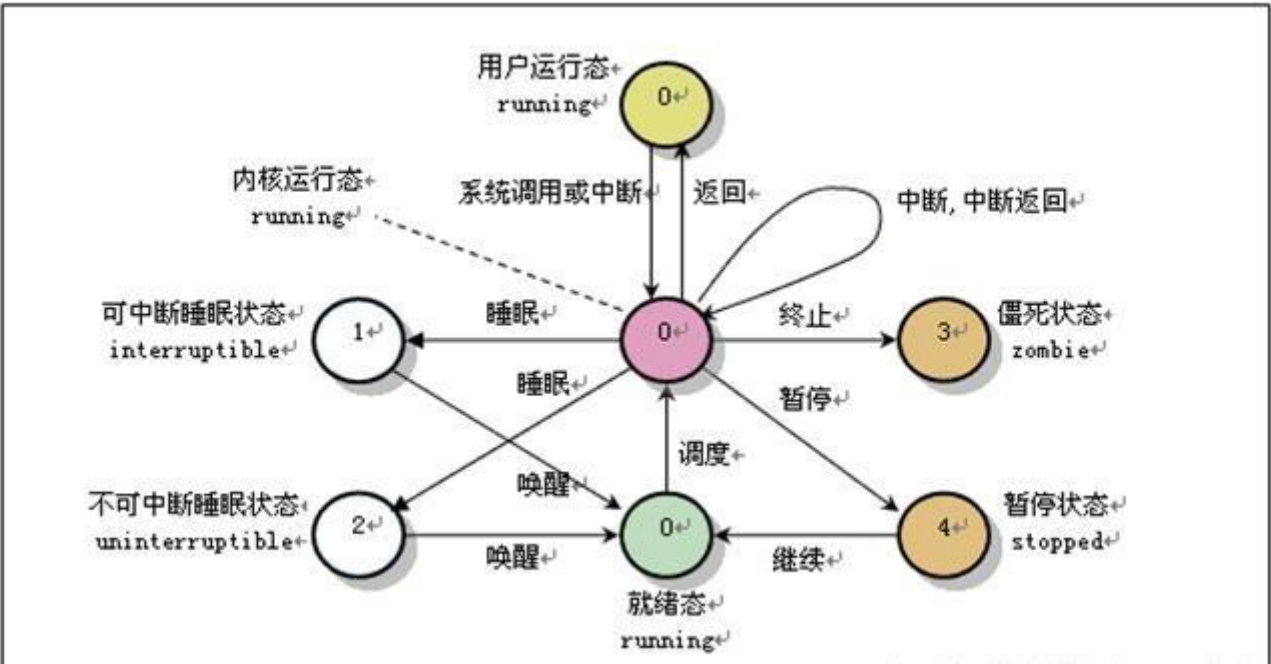 用户运行态
running
0
内核运行态
running
系统调用或中断
返回
中断, 中断返回
可中断睡眠状态
interruptible
1
睡眠
0
终止
3
僵死状态
zombie
睡眠
暂停
调度
唤醒
不可中断睡眠状态
uninterruptible
2
唤醒
0
继续
4
暂停状态
stopped
就绪态
running